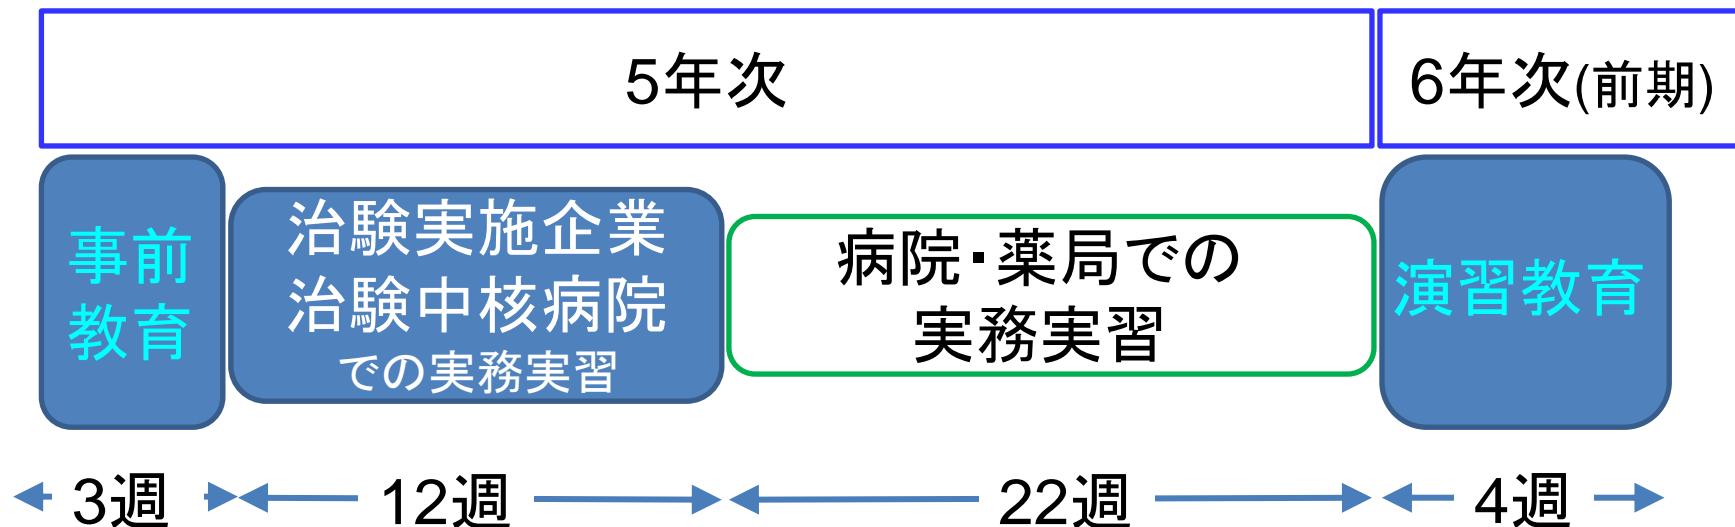 5年次
6年次(前期)
事前
教育
治験実施企業
治験中核病院
での実務実習
病院・薬局での
実務実習
演習教育
3週
12週
22週
4週